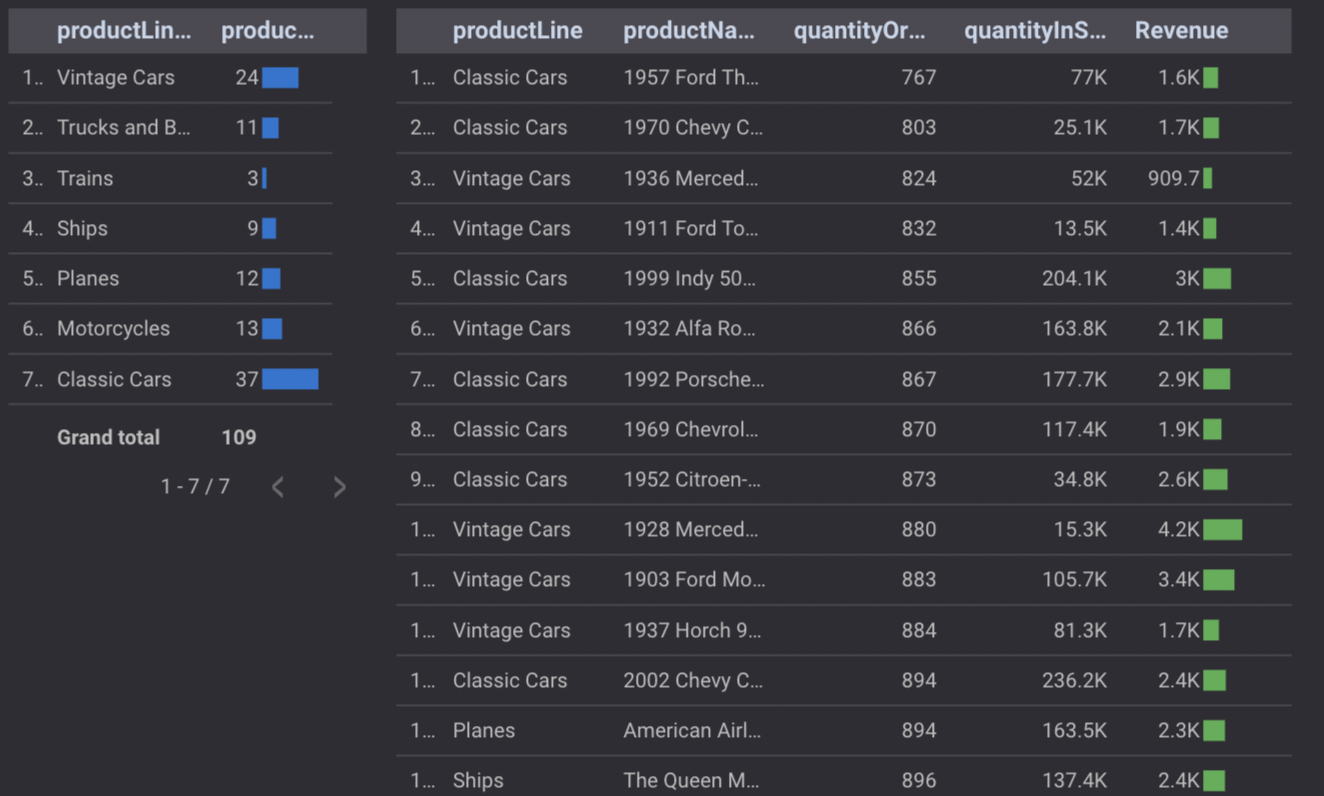 productLin... produc...
1.. Vintage Cars 24
2.. Trucks and B... 11
3.. Trains 3
4.. Ships 9
5.. Planes 12
6.. Motorcycles 13
7.. Classic Cars 37
Grand total 109
1 - 7 / 7 < >
productLine productNa... quantityOr... quantityInS... Revenue
1... Classic Cars 1957 Ford Th... 767 77K 1.6K
2... Classic Cars 1970 Chevy C... 803 25.1K 1.7K
3... Vintage Cars 1936 Merced... 824 52K 909.7
4... Vintage Cars 1911 Ford To... 832 13.5K 1.4K
5... Classic Cars 1999 Indy 50... 855 204.1K 3K
6... Vintage Cars 1932 Alfa Ro... 866 163.8K 2.1K
7... Classic Cars 1992 Porsche... 867 177.7K 2.9K
8... Classic Cars 1969 Chevrol... 870 117.4K 1.9K
9... Classic Cars 1952 Citroen-... 873 34.8K 2.6K
1... Vintage Cars 1928 Merced... 880 15.3K 4.2K
1... Vintage Cars 1903 Ford Mo... 883 105.7K 3.4K
1... Vintage Cars 1937 Horch 9... 884 81.3K 1.7K
1... Classic Cars 2002 Chevy C... 894 236.2K 2.4K
1... Planes American Airl... 894 163.5K 2.3K
1... Ships The Queen M... 896 137.4K 2.4K